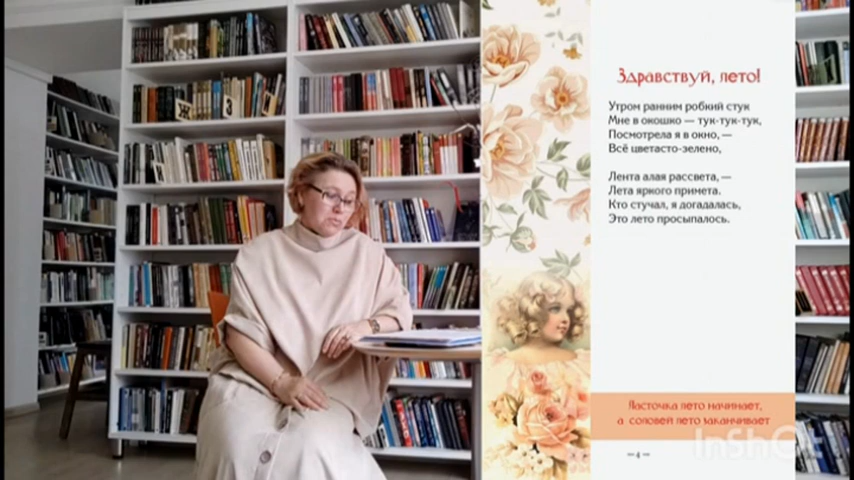 Здравствуй, лето!
Утром ранним робкий стук
Мне в окошко — тук-тук-тук,
Посмотрела я в окно, —
Всё цветасто-зелено,
Лента алая рассвета, —
Лета яркого примета.
Кто стучал, я догадалась,
Это лето просыпалось.
Ласточка лето начинает,
а соловей лето заканчивает
4
InShOt
Ж
З